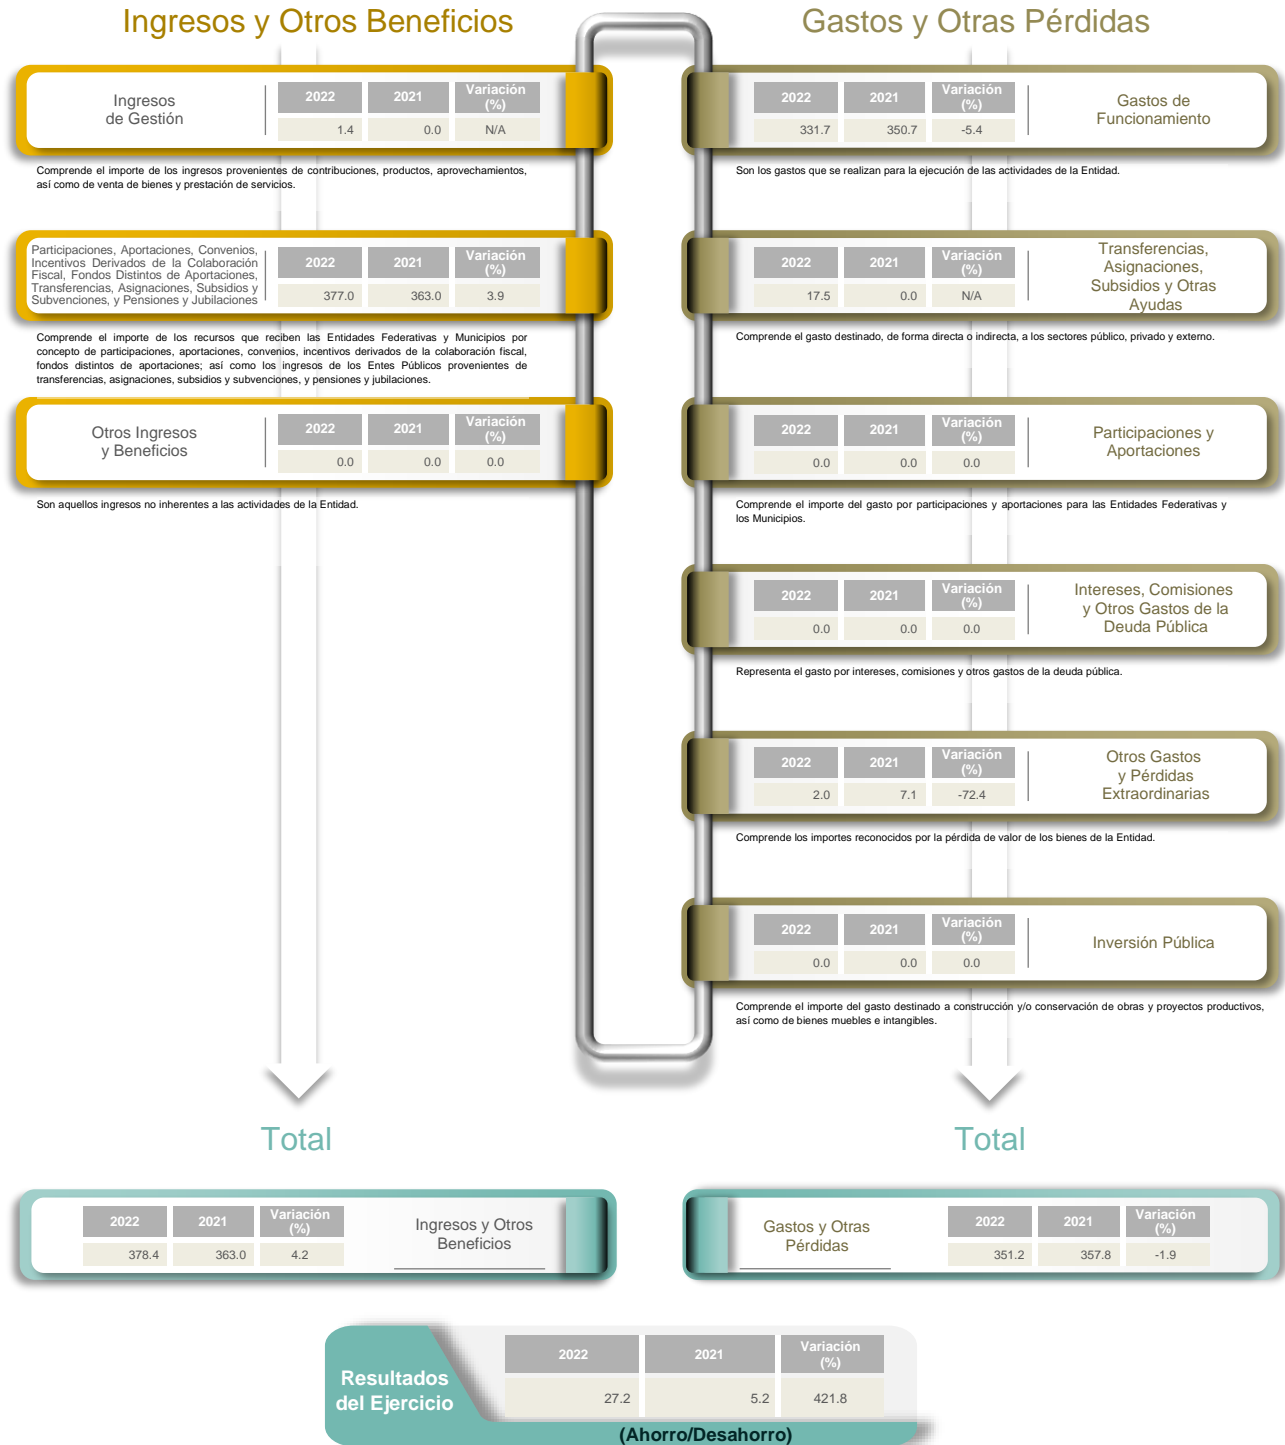 Ingresos y Otros Beneficios
Ingresos
de Gestión
2022 2021 Variación (%)
1.4 0.0 N/A
Comprende el importe de los ingresos provenientes de contribuciones, productos, aprovechamientos,
así como de venta de bienes y prestación de servicios.
Participaciones, Aportaciones, Convenios,
Incentivos Derivados de la Colaboración
Fiscal, Fondos Distintos de Aportaciones,
Transferencias, Asignaciones, Subsidios y
Subvenciones, y Pensiones y Jubilaciones
2022 2021 Variación (%)
377.0 363.0 3.9
Comprende el importe de los recursos que reciben las Entidades Federativas y Municipios por
concepto de participaciones, aportaciones, convenios, incentivos derivados de la colaboración fiscal,
fondos distintos de aportaciones; así como los ingresos de los Entes Públicos provenientes de
transferencias, asignaciones, subsidios y subvenciones, y pensiones y jubilaciones.
Otros Ingresos
y Beneficios
2022 2021 Variación (%)
0.0 0.0 0.0
Son aquellos ingresos no inherentes a las actividades de la Entidad.
Gastos y Otras Pérdidas
2022 2021 Variación (%)
331.7 350.7 -5.4
Gastos de
Funcionamiento
Son los gastos que se realizan para la ejecución de las actividades de la Entidad.
2022 2021 Variación (%)
17.5 0.0 N/A
Transferencias,
Asignaciones,
Subsidios y Otras
Ayudas
Comprende el gasto destinado, de forma directa o indirecta, a los sectores público, privado y externo.
2022 2021 Variación (%)
0.0 0.0 0.0
Participaciones y
Aportaciones
Comprende el importe del gasto por participaciones y aportaciones para las Entidades Federativas y
los Municipios.
2022 2021 Variación (%)
0.0 0.0 0.0
Intereses, Comisiones
y Otros Gastos de la
Deuda Pública
Representa el gasto por intereses, comisiones y otros gastos de la deuda pública.
2022 2021 Variación (%)
2.0 7.1 -72.4
Otros Gastos
y Pérdidas
Extraordinarias
Comprende los importes reconocidos por la pérdida de valor de los bienes de la Entidad.
2022 2021 Variación (%)
0.0 0.0 0.0
Inversión Pública
Comprende el importe del gasto destinado a construcción y/o conservación de obras y proyectos productivos,
así como de bienes muebles e intangibles.
Total
2022 2021 Variación (%)
378.4 363.0 4.2
Ingresos y Otros
Beneficios
Total
Gastos y Otras
Pérdidas
2022 2021 Variación (%)
351.2 357.8 -1.9
Resultados
del Ejercicio
2022 2021 Variación (%)
27.2 5.2 421.8
(Ahorro/Desahorro)